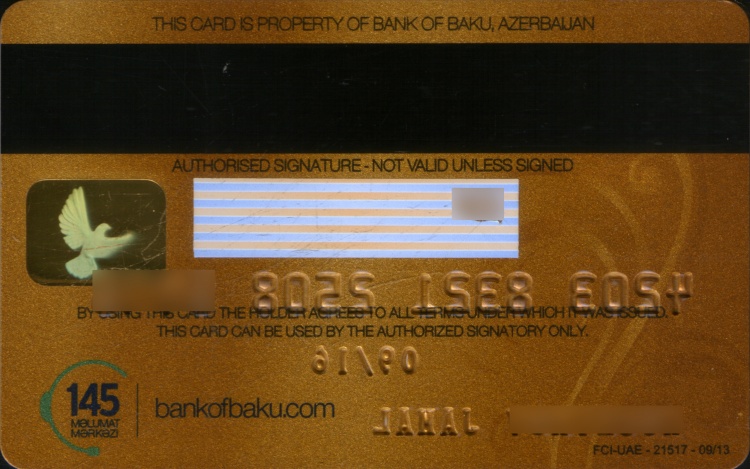 THIS CARD IS PROPERTY OF BANK OF BAKU, AZERBAIJAN
AUTHORISED SIGNATURE - NOT VALID UNLESS SIGNED
BY USING THIS CARD THE HOLDER AGREES TO ALL TERMS UNDER WHICH IT WAS ISSUED.
THIS CARD CAN BE USED BY THE AUTHORIZED SIGNATORY ONLY.
145
MƏLUMAT
MƏRKƏZİ
bankofbaku.com
FCI-UAE - 21517 - 09/13